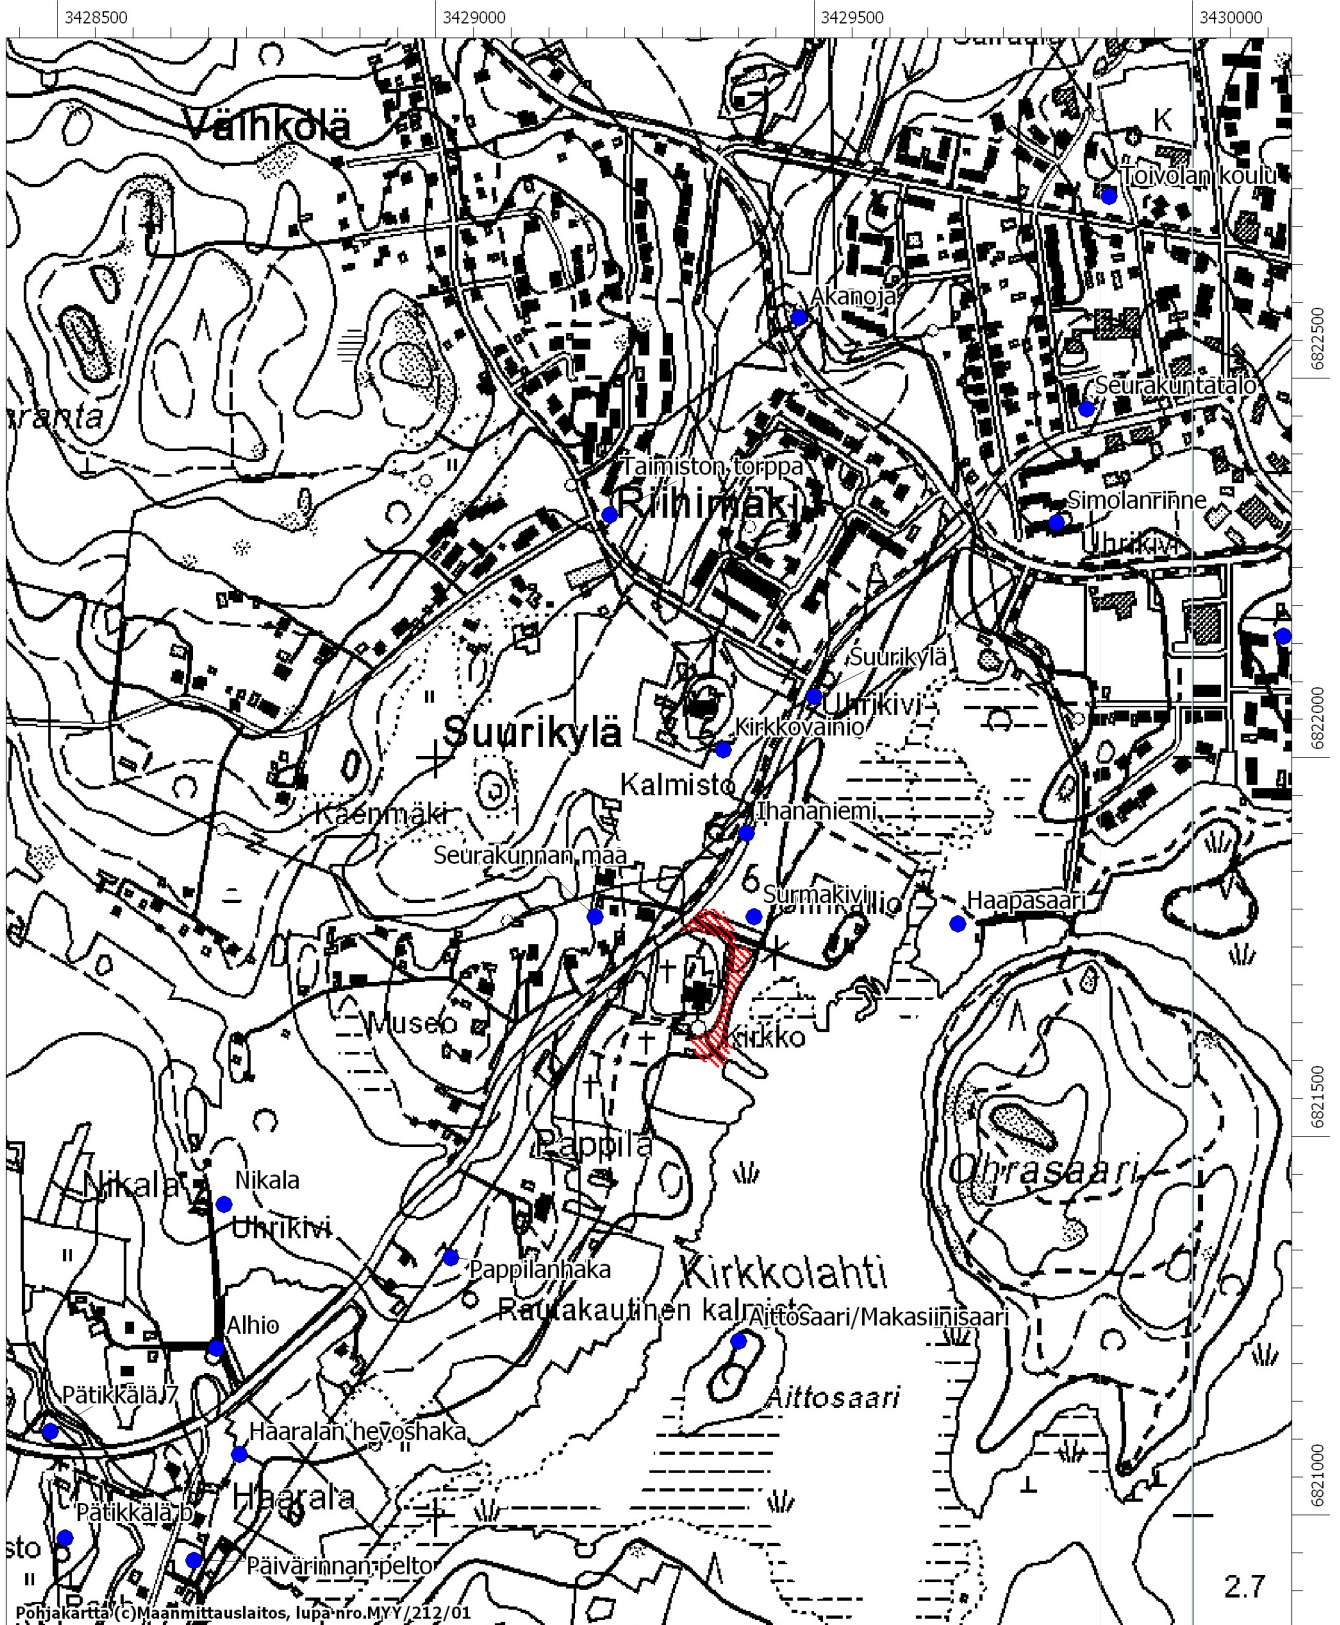 3428500
3429000
3429500
3430000
Sairaala
Vaihkolä
K
Toivolan koulu
Akanoja
6822500
Seurakuntatalo
Taimiston torppa
Riihimäki
Simolanrinne
Uhrikivi
Suurikylä
Uhrikivi
Suurikylä
Kirkkovainio
6822000
Kalmisto
Ihananiemi
Käenmäki
Seurakunnan maa
6
Surmakivi
Haapasaari
Museo
Kirkko
6821500
Pappila
Nikala
Nikala
Uhrikivi
Ohrasaari
Pappilanhaka
Kirkkolahti
Rautakautinen kalmisto
Aittosaari/Makasiinisaari
Alhio
Pätikkälä 7
Aittosaari
Haaralan hevoshaka
6821000
Haarala
Pätikkälä b
sto
Päivärinnan pelto
2.7
Pohjakartta (c)Maanmittauslaitos, lupa nro.MYY/212/01